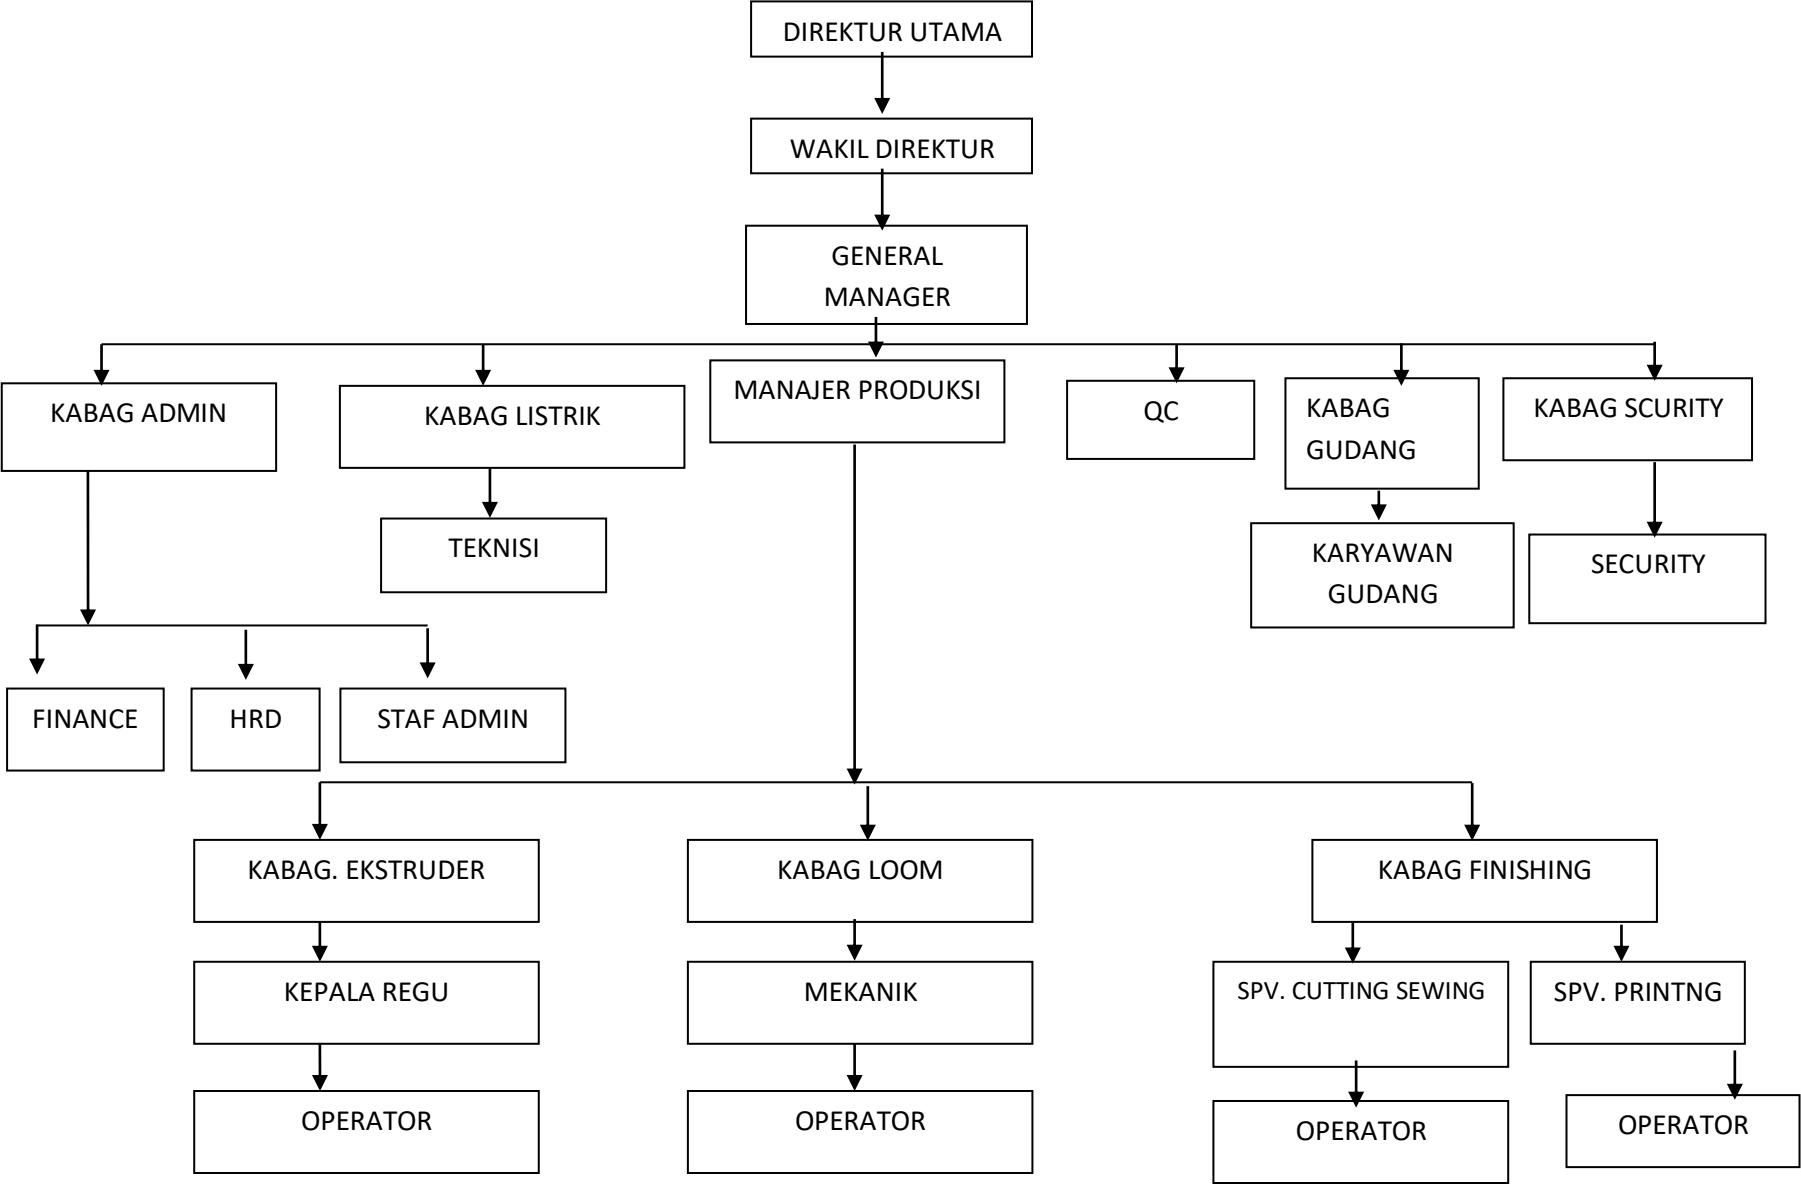 DIREKTUR UTAMA
WAKIL DIREKTUR
GENERAL
MANAGER
KABAG ADMIN
KABAG LISTRIK
MANAJER PRODUKSI
QC
KABAG
GUDANG
KABAG SCURITY
TEKNISI
KARYAWAN
GUDANG
SECURITY
FINANCE
HRD
STAF ADMIN
KABAG. EKSTRUDER
KABAG LOOM
KABAG FINISHING
KEPALA REGU
MEKANIK
SPV. CUTTING SEWING
SPV. PRINTNG
OPERATOR
OPERATOR
OPERATOR
OPERATOR